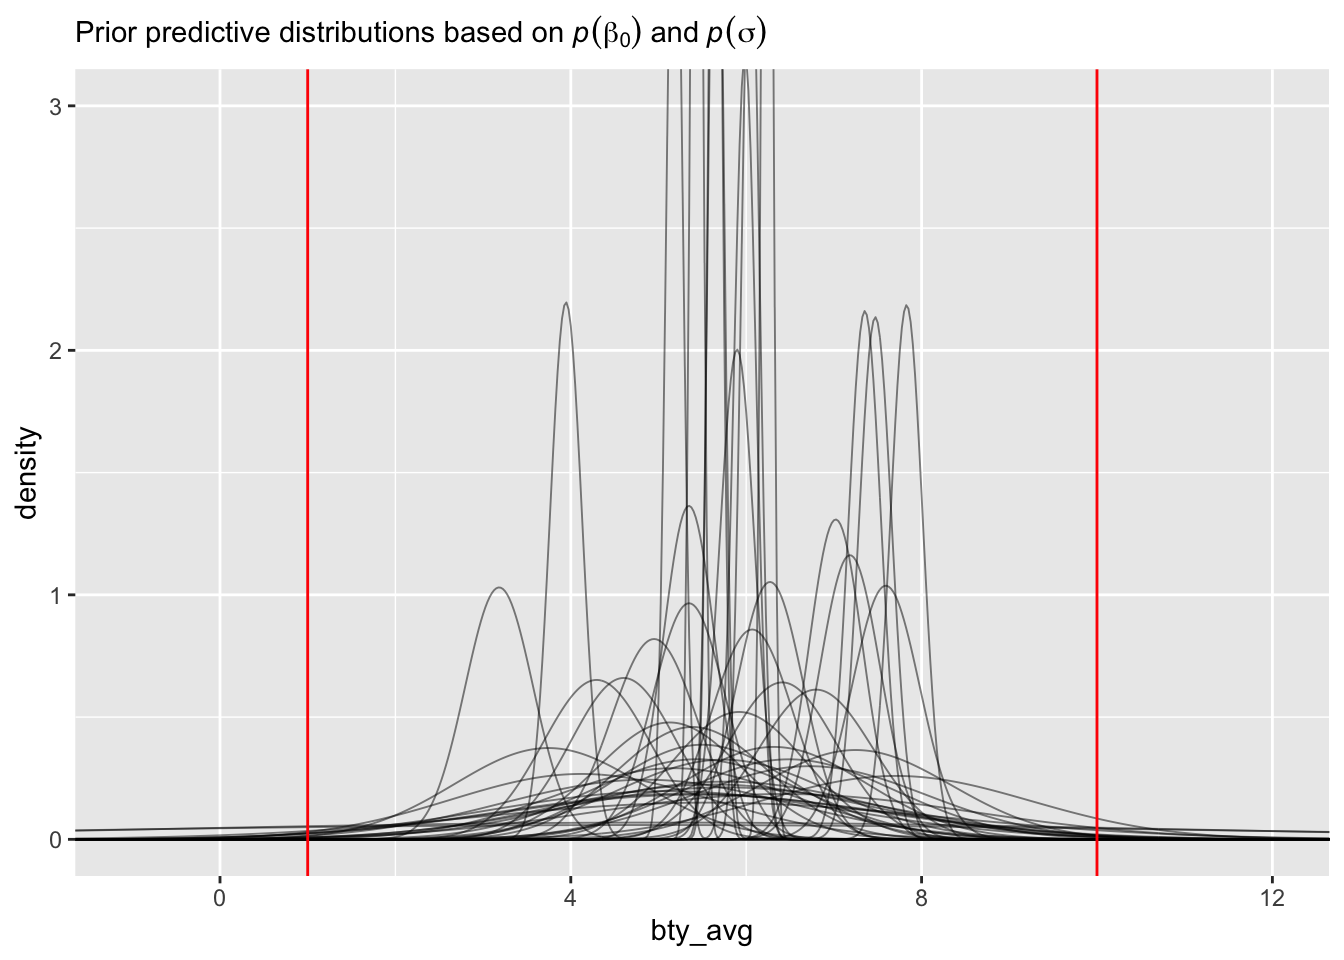 Prior predictive distributions based on p(β₀) and p(σ)
3
2
1
0
density
0 4 8 12
bty_avg